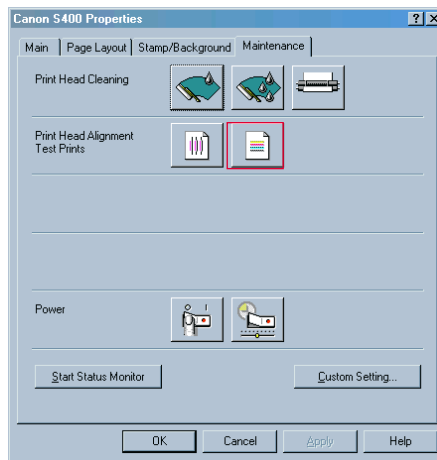 Canon S400 Properties
Main Page Layout Stamp/Background Maintenance
Print Head Cleaning
Print Head Alignment
Test Prints
Power
Start Status Monitor Custom Setting...
OK Cancel Apply Help